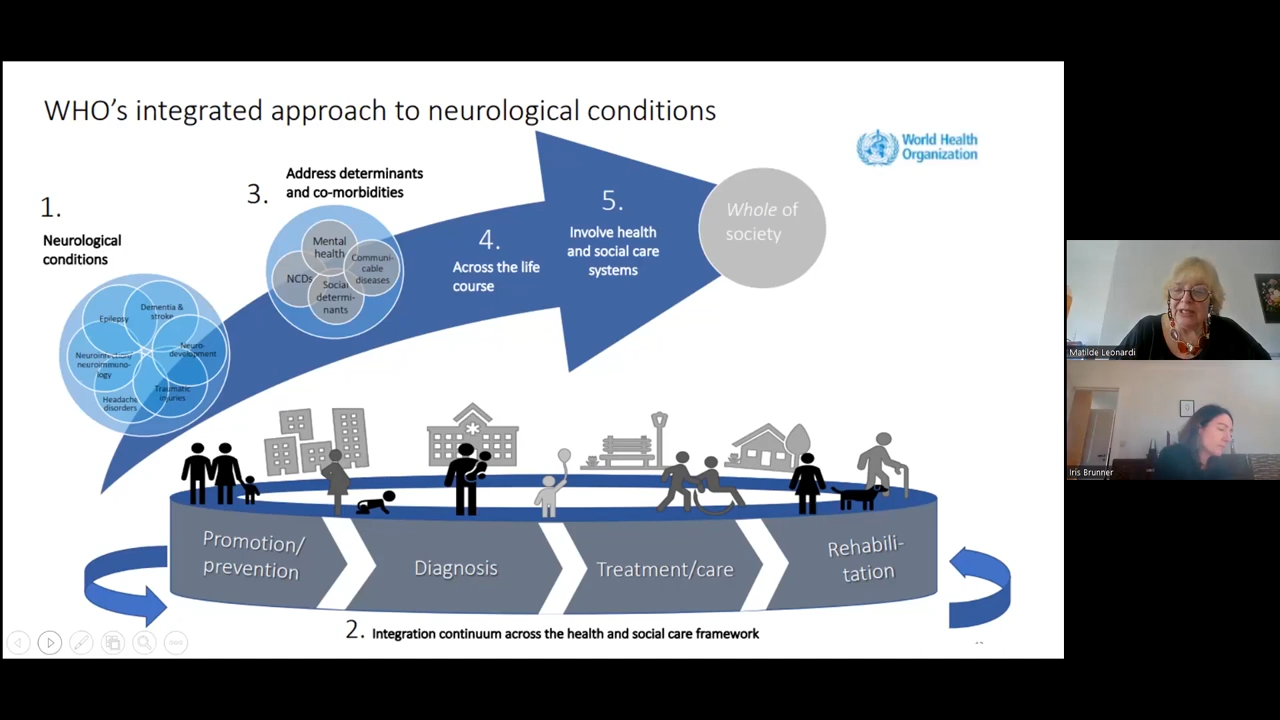 WHO's integrated approach to neurological conditions
World Health
Organization
1.
Neurological
conditions
Epilepsy
Dementia &
stroke
Neuro-
development
Traumatic
injuries
Headache
disorders
neuroimmuno-
logy
3.
Address determinants
and co-morbidities
Mental
health
Communi-
cable
diseases
NCDs
Social
determi-
nants
4.
Across the life
course
5.
Involve health
and social care
systems
Whole of
society
Promotion/
prevention
Diagnosis
Treatment/care
Rehabili-
tation
2. Integration continuum across the health and social care framework
Matilde Leonardi
Iris Brunner